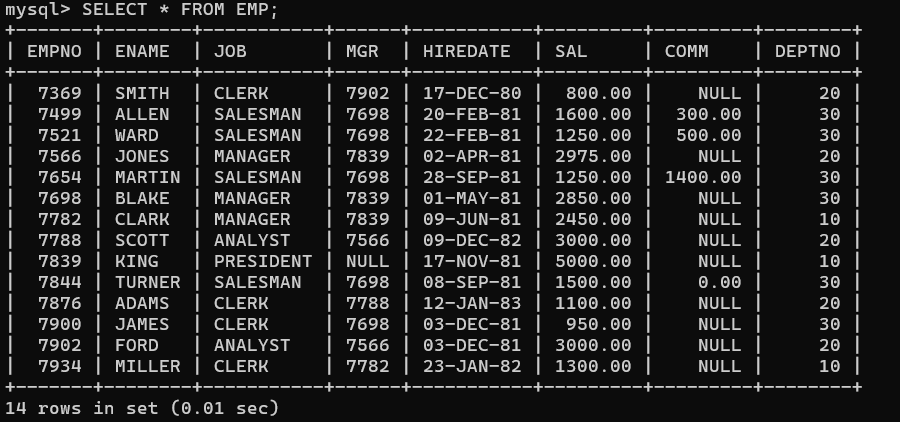 mysql> SELECT * FROM EMP;
+-------+--------+-----------+------+-----------+---------+---------+--------+
| EMPNO | ENAME  | JOB       | MGR  | HIREDATE  | SAL     | COMM    | DEPTNO |
+-------+--------+-----------+------+-----------+---------+---------+--------+
|  7369 | SMITH  | CLERK     | 7902 | 17-DEC-80 |  800.00 |    NULL |     20 |
|  7499 | ALLEN  | SALESMAN  | 7698 | 20-FEB-81 | 1600.00 |  300.00 |     30 |
|  7521 | WARD   | SALESMAN  | 7698 | 22-FEB-81 | 1250.00 |  500.00 |     30 |
|  7566 | JONES  | MANAGER   | 7839 | 02-APR-81 | 2975.00 |    NULL |     20 |
|  7654 | MARTIN | SALESMAN  | 7698 | 28-SEP-81 | 1250.00 | 1400.00 |     30 |
|  7698 | BLAKE  | MANAGER   | 7839 | 01-MAY-81 | 2850.00 |    NULL |     30 |
|  7782 | CLARK  | MANAGER   | 7839 | 09-JUN-81 | 2450.00 |    NULL |     10 |
|  7788 | SCOTT  | ANALYST   | 7566 | 09-DEC-82 | 3000.00 |    NULL |     20 |
|  7839 | KING   | PRESIDENT | NULL | 17-NOV-81 | 5000.00 |    NULL |     10 |
|  7844 | TURNER | SALESMAN  | 7698 | 08-SEP-81 | 1500.00 |    0.00 |     30 |
|  7876 | ADAMS  | CLERK     | 7788 | 12-JAN-83 | 1100.00 |    NULL |     20 |
|  7900 | JAMES  | CLERK     | 7698 | 03-DEC-81 |  950.00 |    NULL |     30 |
|  7902 | FORD   | ANALYST   | 7566 | 03-DEC-81 | 3000.00 |    NULL |     20 |
|  7934 | MILLER | CLERK     | 7782 | 23-JAN-82 | 1300.00 |    NULL |     10 |
+-------+--------+-----------+------+-----------+---------+---------+--------+
14 rows in set (0.01 sec)